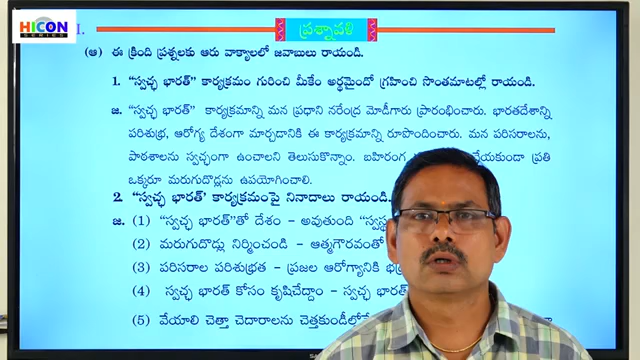 HICON
SERIES
I.
ప్రశ్నావళి
(ఆ) ఈ క్రింది ప్రశ్నలకు ఆరు వాక్యాలలో జవాబులు రాయండి.
1. “స్వచ్ఛ భారత్” కార్యక్రమం గురించి మీకేం అర్థమైందో గ్రహించి సొంతమాటల్లో రాయండి.
జ. “స్వచ్ఛ భారత్” కార్యక్రమాన్ని మన ప్రధాని నరేంద్ర మోడీగారు ప్రారంభించారు. భారతదేశాన్ని
పరిశుభ్ర, ఆరోగ్య దేశంగా మార్చడానికి ఈ కార్యక్రమాన్ని రూపొందించారు. మన పరిసరాలను,
పాఠశాలను స్వచ్ఛంగా ఉంచాలని తెలుసుకొన్నాం. బహిరంగ ప్రతి
ఒక్కరూ మరుగుదొడ్లను ఉపయోగించాలి.
2. “స్వచ్ఛ భారత్” కార్యక్రమంపై నినాదాలు రాయండి.
జ. (1) “స్వచ్ఛ భారత్”తో దేశం – అవుతుంది
(2) మరుగుదొడ్లు నిర్మించండి – ఆత్మగౌరవంతో
(3) పరిసరాల పరిశుభ్రత – ప్రజల ఆరోగ్యానికి
(4) స్వచ్ఛ భారత్ కోసం కృషిచేద్దాం – స్వచ్ఛ భారత్
(5) వేయాలి చెత్తా చెదారాలను